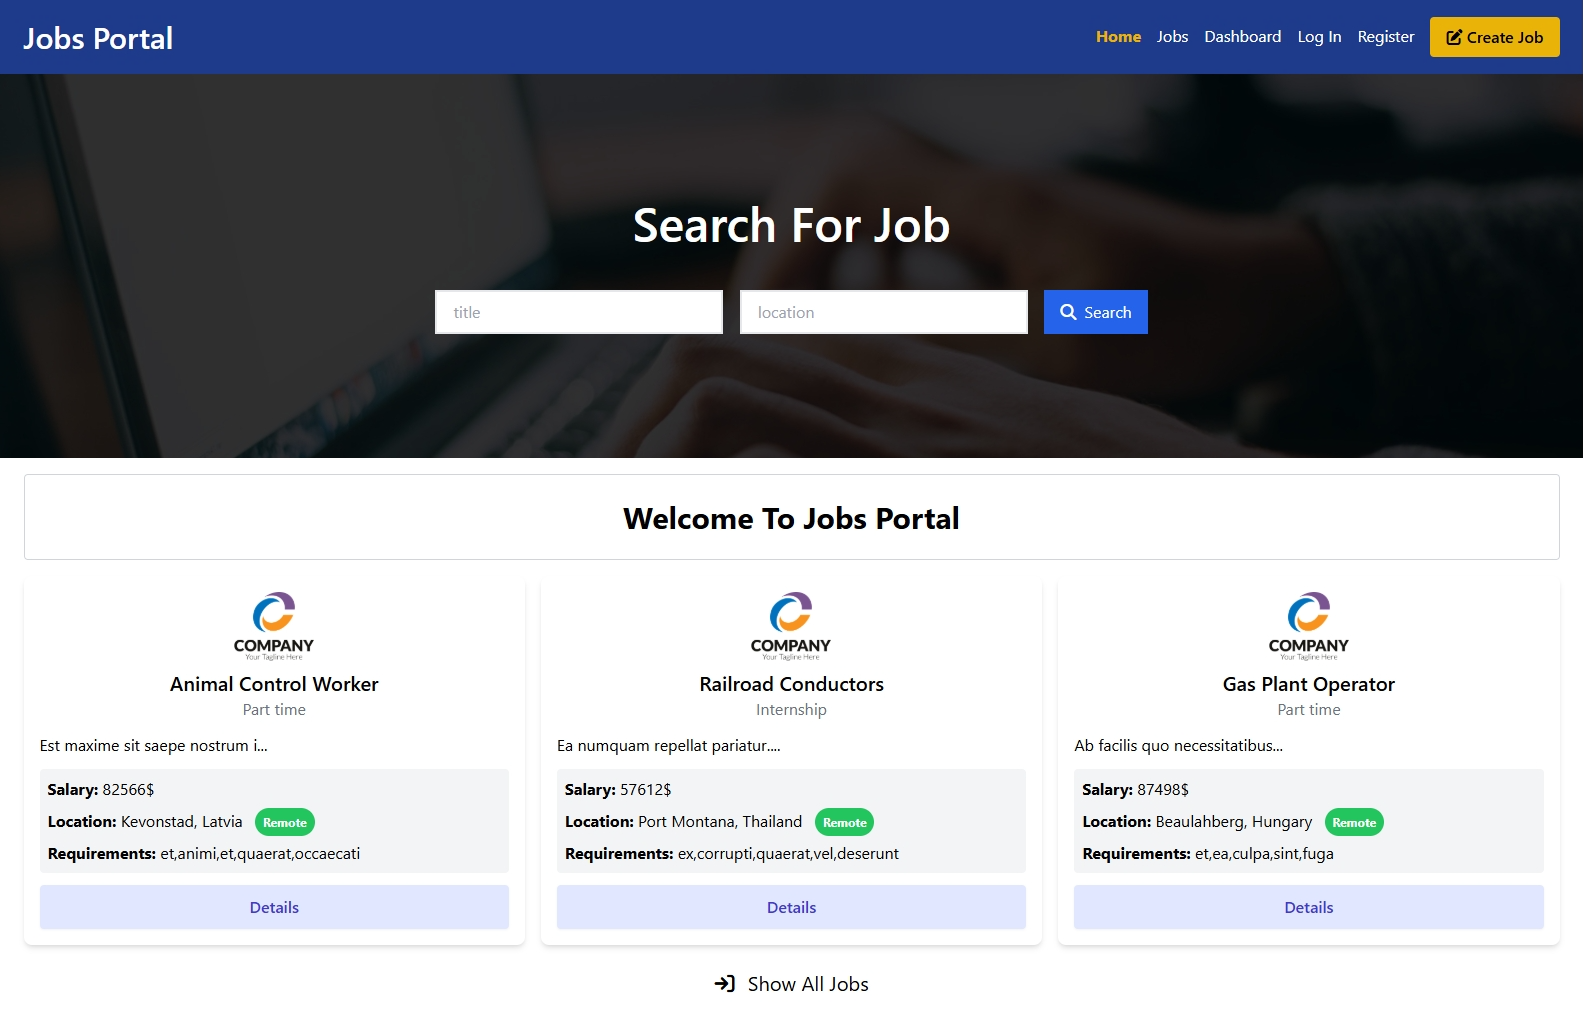 Jobs Portal
Home Jobs Dashboard Log In Register Create Job
Search For Job
title location Search
Welcome To Jobs Portal
COMPANY
Your Tagline Here
Animal Control Worker
Part time
Est maxime sit saepe nostrum i...
Salary: 82566$
Location: Kevonstad, Latvia Remote
Requirements: et,animi,et,quaerat,occaecati
Details
COMPANY
Your Tagline Here
Railroad Conductors
Internship
Ea numquam repellat pariatur....
Salary: 57612$
Location: Port Montana, Thailand Remote
Requirements: ex,corrupti,quaerat,vel,deserunt
Details
COMPANY
Your Tagline Here
Gas Plant Operator
Part time
Ab facilis quo necessitatibus...
Salary: 87498$
Location: Beaulahberg, Hungary Remote
Requirements: et,ea,culpa,sint,fuga
Details
Show All Jobs